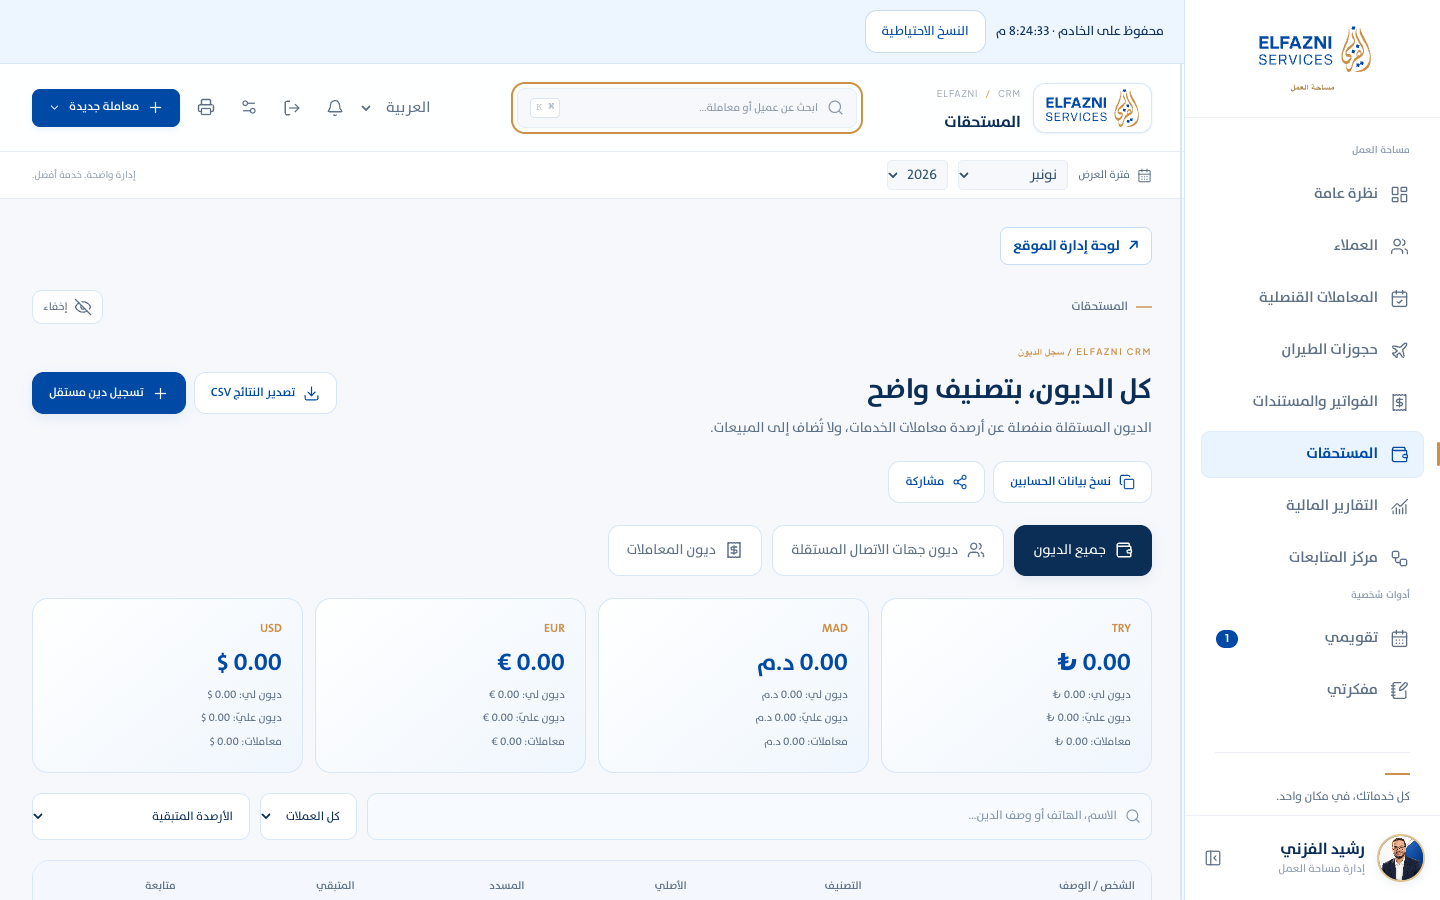 محفوظ على الخادم · 8:24:33 م
النسخ الاحتياطية
ELFAZNI
SERVICES
مساحة العمل
ELFAZNI
SERVICES
ELFAZNI / CRM
المستحقات
ابحث عن عميل أو معاملة...
⌘ K
العربية
معاملة جديدة
فترة العرض
نونبر
2026
إدارة واضحة. خدمة أفضل.
مساحة العمل
نظرة عامة
العملاء
المعاملات القنصلية
حجوزات الطيران
الفواتير والمستندات
المستحقات
التقارير المالية
مركز المتابعات
أدوات شخصية
تقويمي
1
مفكرتي
كل خدماتك، في مكان واحد.
رشيد الفزني
إدارة مساحة العمل
لوحة إدارة الموقع
المستحقات
إخفاء
ELFAZNI CRM / سجل الديون
كل الديون، بتصنيف واضح
الديون المستقلة منفصلة عن أرصدة معاملات الخدمات، ولا تُضاف إلى المبيعات.
تصدير النتائج CSV
تسجيل دين مستقل
نسخ بيانات الحسابين
مشاركة
جميع الديون
ديون جهات الاتصال المستقلة
ديون المعاملات
TRY
0.00 ₺
ديون لي: 0.00 ₺
ديون عليّ: 0.00 ₺
معاملات: 0.00 ₺
MAD
0.00 د.م
ديون لي: 0.00 د.م
ديون عليّ: 0.00 د.م
معاملات: 0.00 د.م
EUR
0.00 €
ديون لي: 0.00 €
ديون عليّ: 0.00 €
معاملات: 0.00 €
USD
0.00 $
ديون لي: 0.00 $
ديون عليّ: 0.00 $
معاملات: 0.00 $
الاسم، الهاتف أو وصف الدين...
كل العملات
الأرصدة المتبقية
الشخص / الوصف
التصنيف
الأصلي
المسدد
المتبقي
متابعة